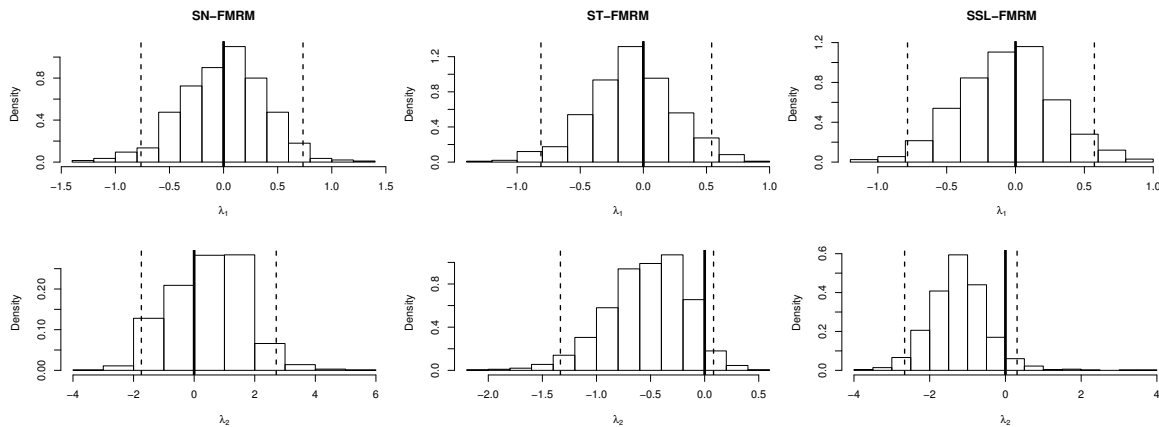 SN−FMRM
ST−FMRM
SSL−FMRM
Density
0.0 0.4 0.8
−1.5 −1.0 −0.5 0.0 0.5 1.0 1.5
λ1
Density
0.0 0.4 0.8 1.2
−1.0 −0.5 0.0 0.5 1.0
λ1
Density
0.0 0.4 0.8 1.2
−1.0 −0.5 0.0 0.5 1.0
λ1
Density
0.00 0.10 0.20
−4 −2 0 2 4 6
λ2
Density
0.0 0.4 0.8
−2.0 −1.5 −1.0 −0.5 0.0 0.5
λ2
Density
0.0 0.2 0.4 0.6
−4 −2 0 2 4
λ2